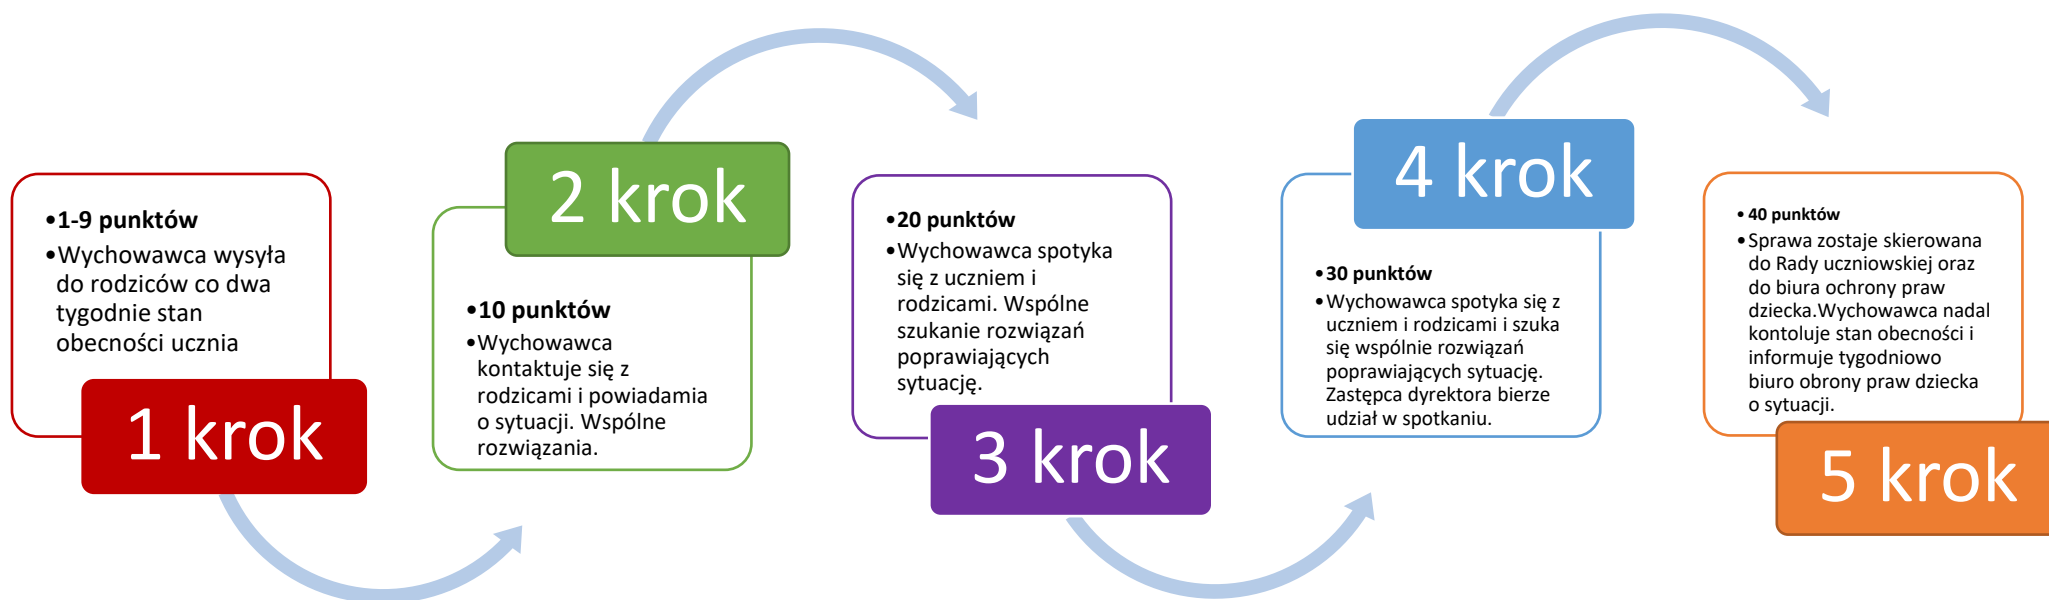 •1-9 punktów
•Wychowawca wysyła
do rodziców co dwa
tygodnie stan
obecności ucznia
1 krok
2 krok
•10 punktów
•Wychowawca
kontaktuje się z
rodzicami i powiadamia
o sytuacji. Wspólne
rozwiązania.
•20 punktów
•Wychowawca spotyka
się z uczniem i
rodzicami. Wspólne
szukanie rozwiązań
poprawiających
sytuację.
3 krok
4 krok
•30 punktów
•Wychowawca spotyka się z
uczniem i rodzicami i szuka
się wspólnie rozwiązań
poprawiających sytuację.
Zastępca dyrektora bierze
udział w spotkaniu.
•40 punktów
•Sprawa zostaje skierowana
do Rady uczniowskiej oraz
do biura ochrony praw
dziecka.Wychowawca nadal
kontoluje stan obecności i
informuje tygodniowo
biuro obrony praw dziecka
o sytuacji.
5 krok